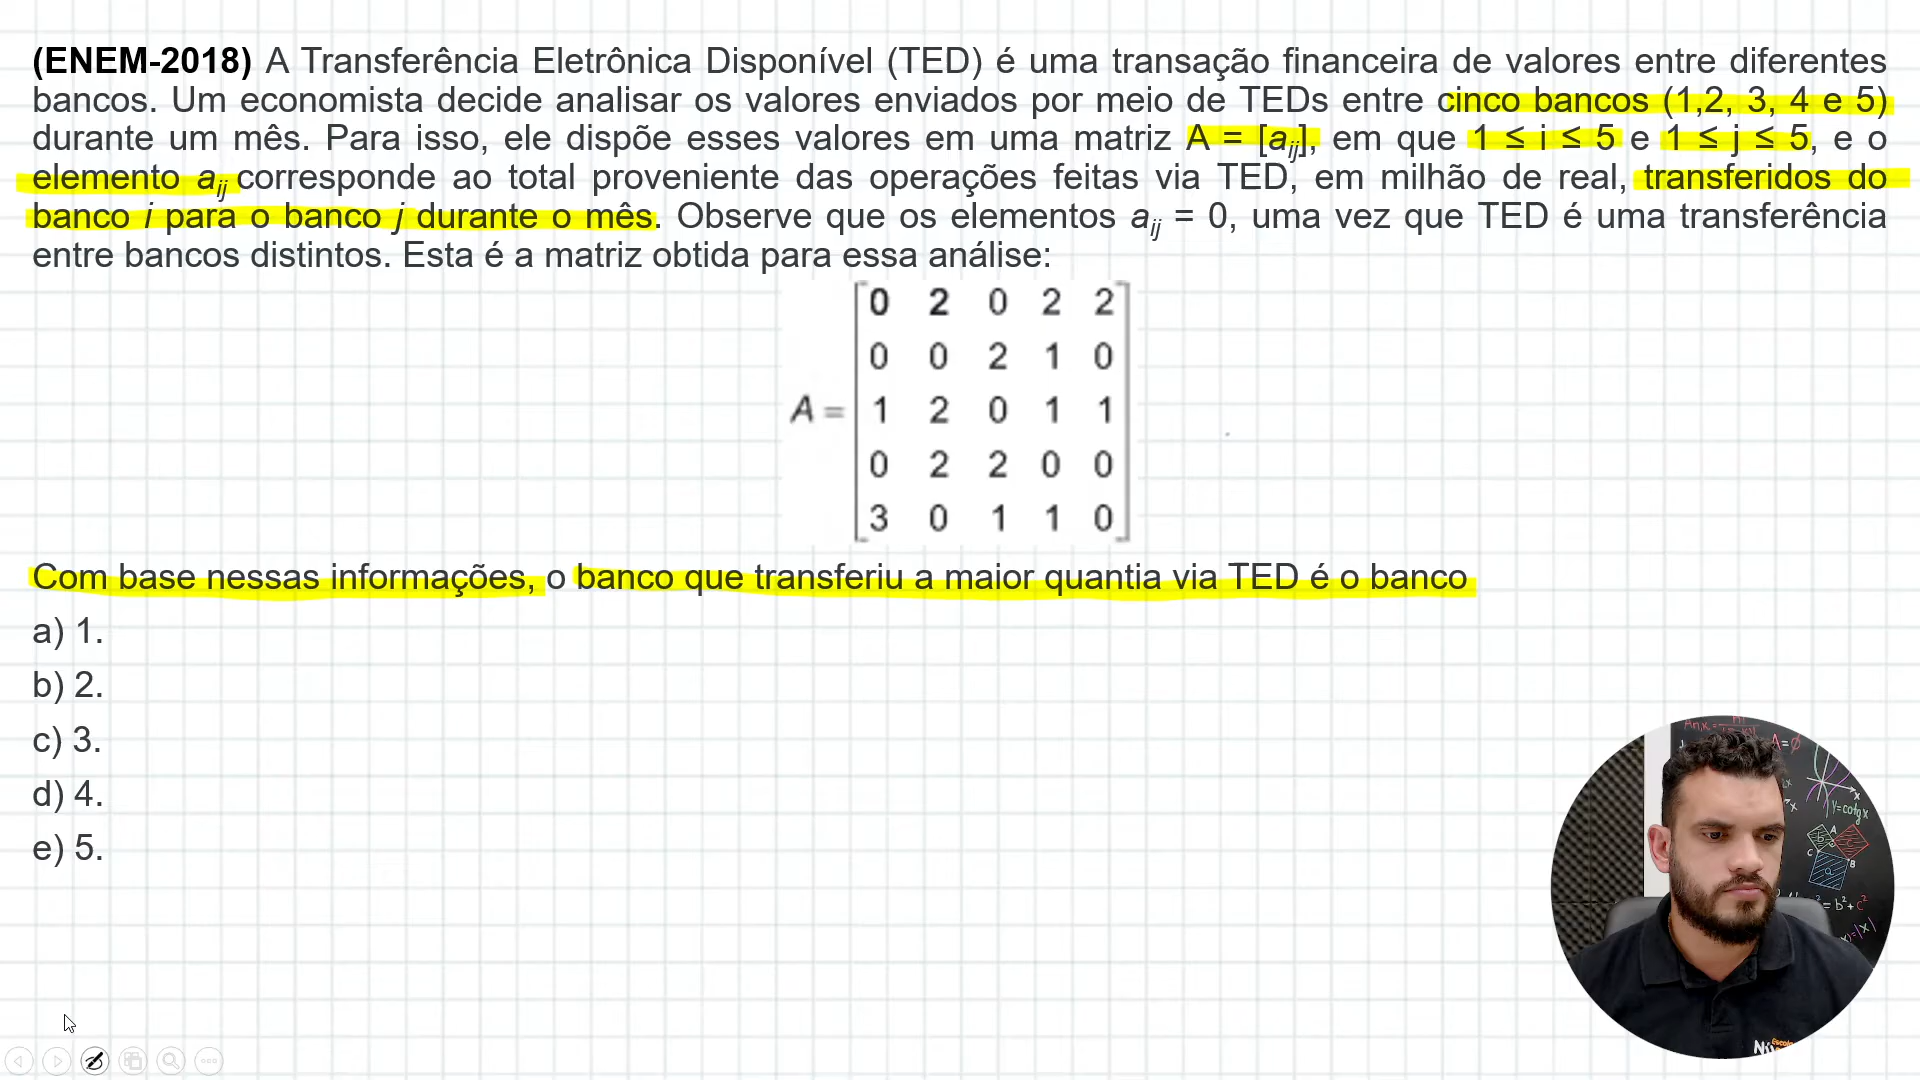 (ENEM-2018) A Transferência Eletrônica Disponível (TED) é uma transação financeira de valores entre diferentes
bancos. Um economista decide analisar os valores enviados por meio de TEDs entre cinco bancos (1,2, 3, 4 e 5)
durante um mês. Para isso, ele dispõe esses valores em uma matriz A = [aij], em que 1 ≤ i ≤ 5 e 1 ≤ j ≤ 5, e o
elemento aij corresponde ao total proveniente das operações feitas via TED, em milhão de real, transferidos do
banco i para o banco j durante o mês. Observe que os elementos aij = 0, uma vez que TED é uma transferência
entre bancos distintos. Esta é a matriz obtida para essa análise:
0 2 0 2 2
0 0 2 1 0
A = 1 2 0 1 1
0 2 2 0 0
3 0 1 1 0
Com base nessas informações, o banco que transferiu a maior quantia via TED é o banco
a) 1.
b) 2.
c) 3.
d) 4.
e) 5.
A=∅
y=cotgx